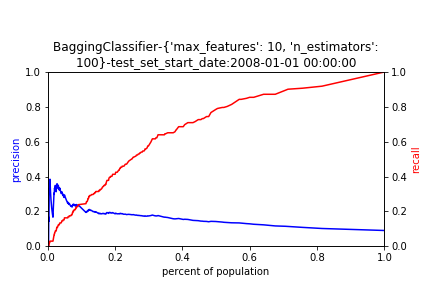 BaggingClassifier-{'max_features': 10, 'n_estimators':
100}-test_set_start_date:2008-01-01 00:00:00
1.0
0.8
0.6
0.4
0.2
0.0
precision
1.0
0.8
0.6
0.4
0.2
0.0
recall
0.0 0.2 0.4 0.6 0.8 1.0
percent of population